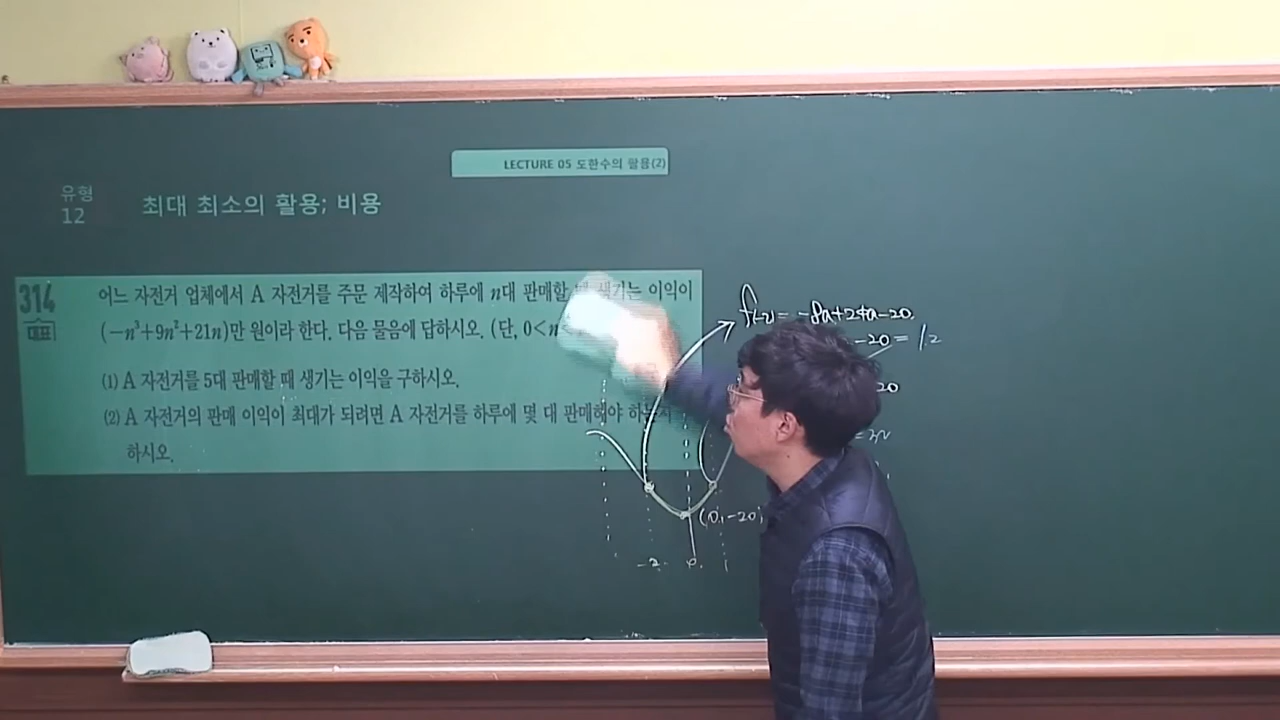 LECTURE 05 도함수의 활용(2)
유형
12
최대 최소의 활용; 비용
314
대표
어느 자전거 업체에서 A 자전거를 주문 제작하여 하루에 n대 판매할 때 생기는 이익이
(−n³+9n²+21n)만 원이라 한다. 다음 물음에 답하시오. (단, 0<n<
(1) A 자전거를 5대 판매할 때 생기는 이익을 구하시오.
(2) A 자전거의 판매 이익이 최대가 되려면 A 자전거를 하루에 몇 대 판매해야 하는지
하시오.
f(-2) = -8a+24a-20.
-20 = 12
20
(0, -20)
-2 0 1